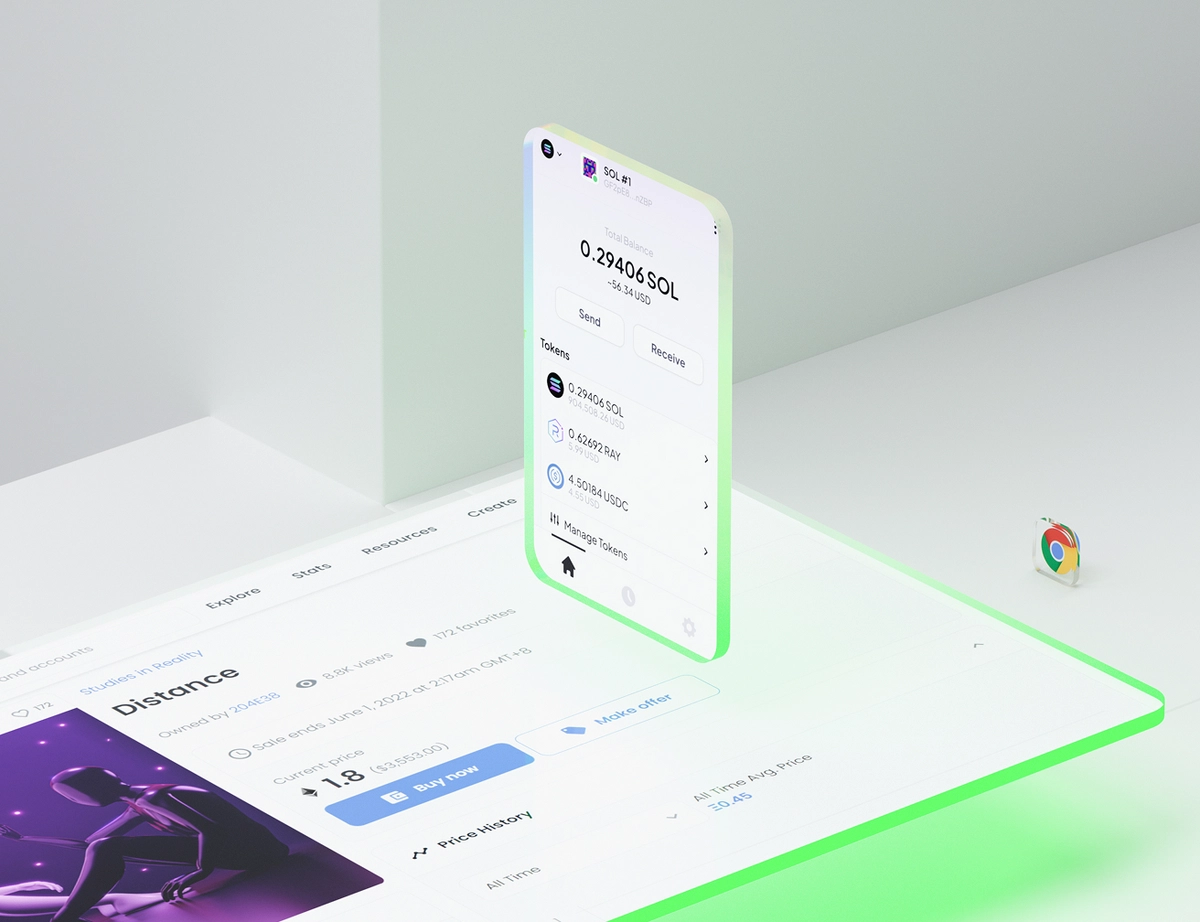 SOL #1
GF2pE8...nZBP
Total Balance
0.29406 SOL
~56.34 USD
Send
Receive
Tokens
0.29406 SOL
904,508.26 USD
0.62692 RAY
5.99 USD
4.50184 USDC
4.55 USD
Manage Tokens
Explore
Stats
Resources
Create
and accounts
172
Studies in Reality
Distance
Owned by 204E38
8.8K views
172 favorites
Sale ends June 1, 2022 at 2:17am GMT+8
Current price
1.8 ($3,553.00)
Buy now
Make offer
Price History
All Time
All Time Avg. Price
Ξ0.45